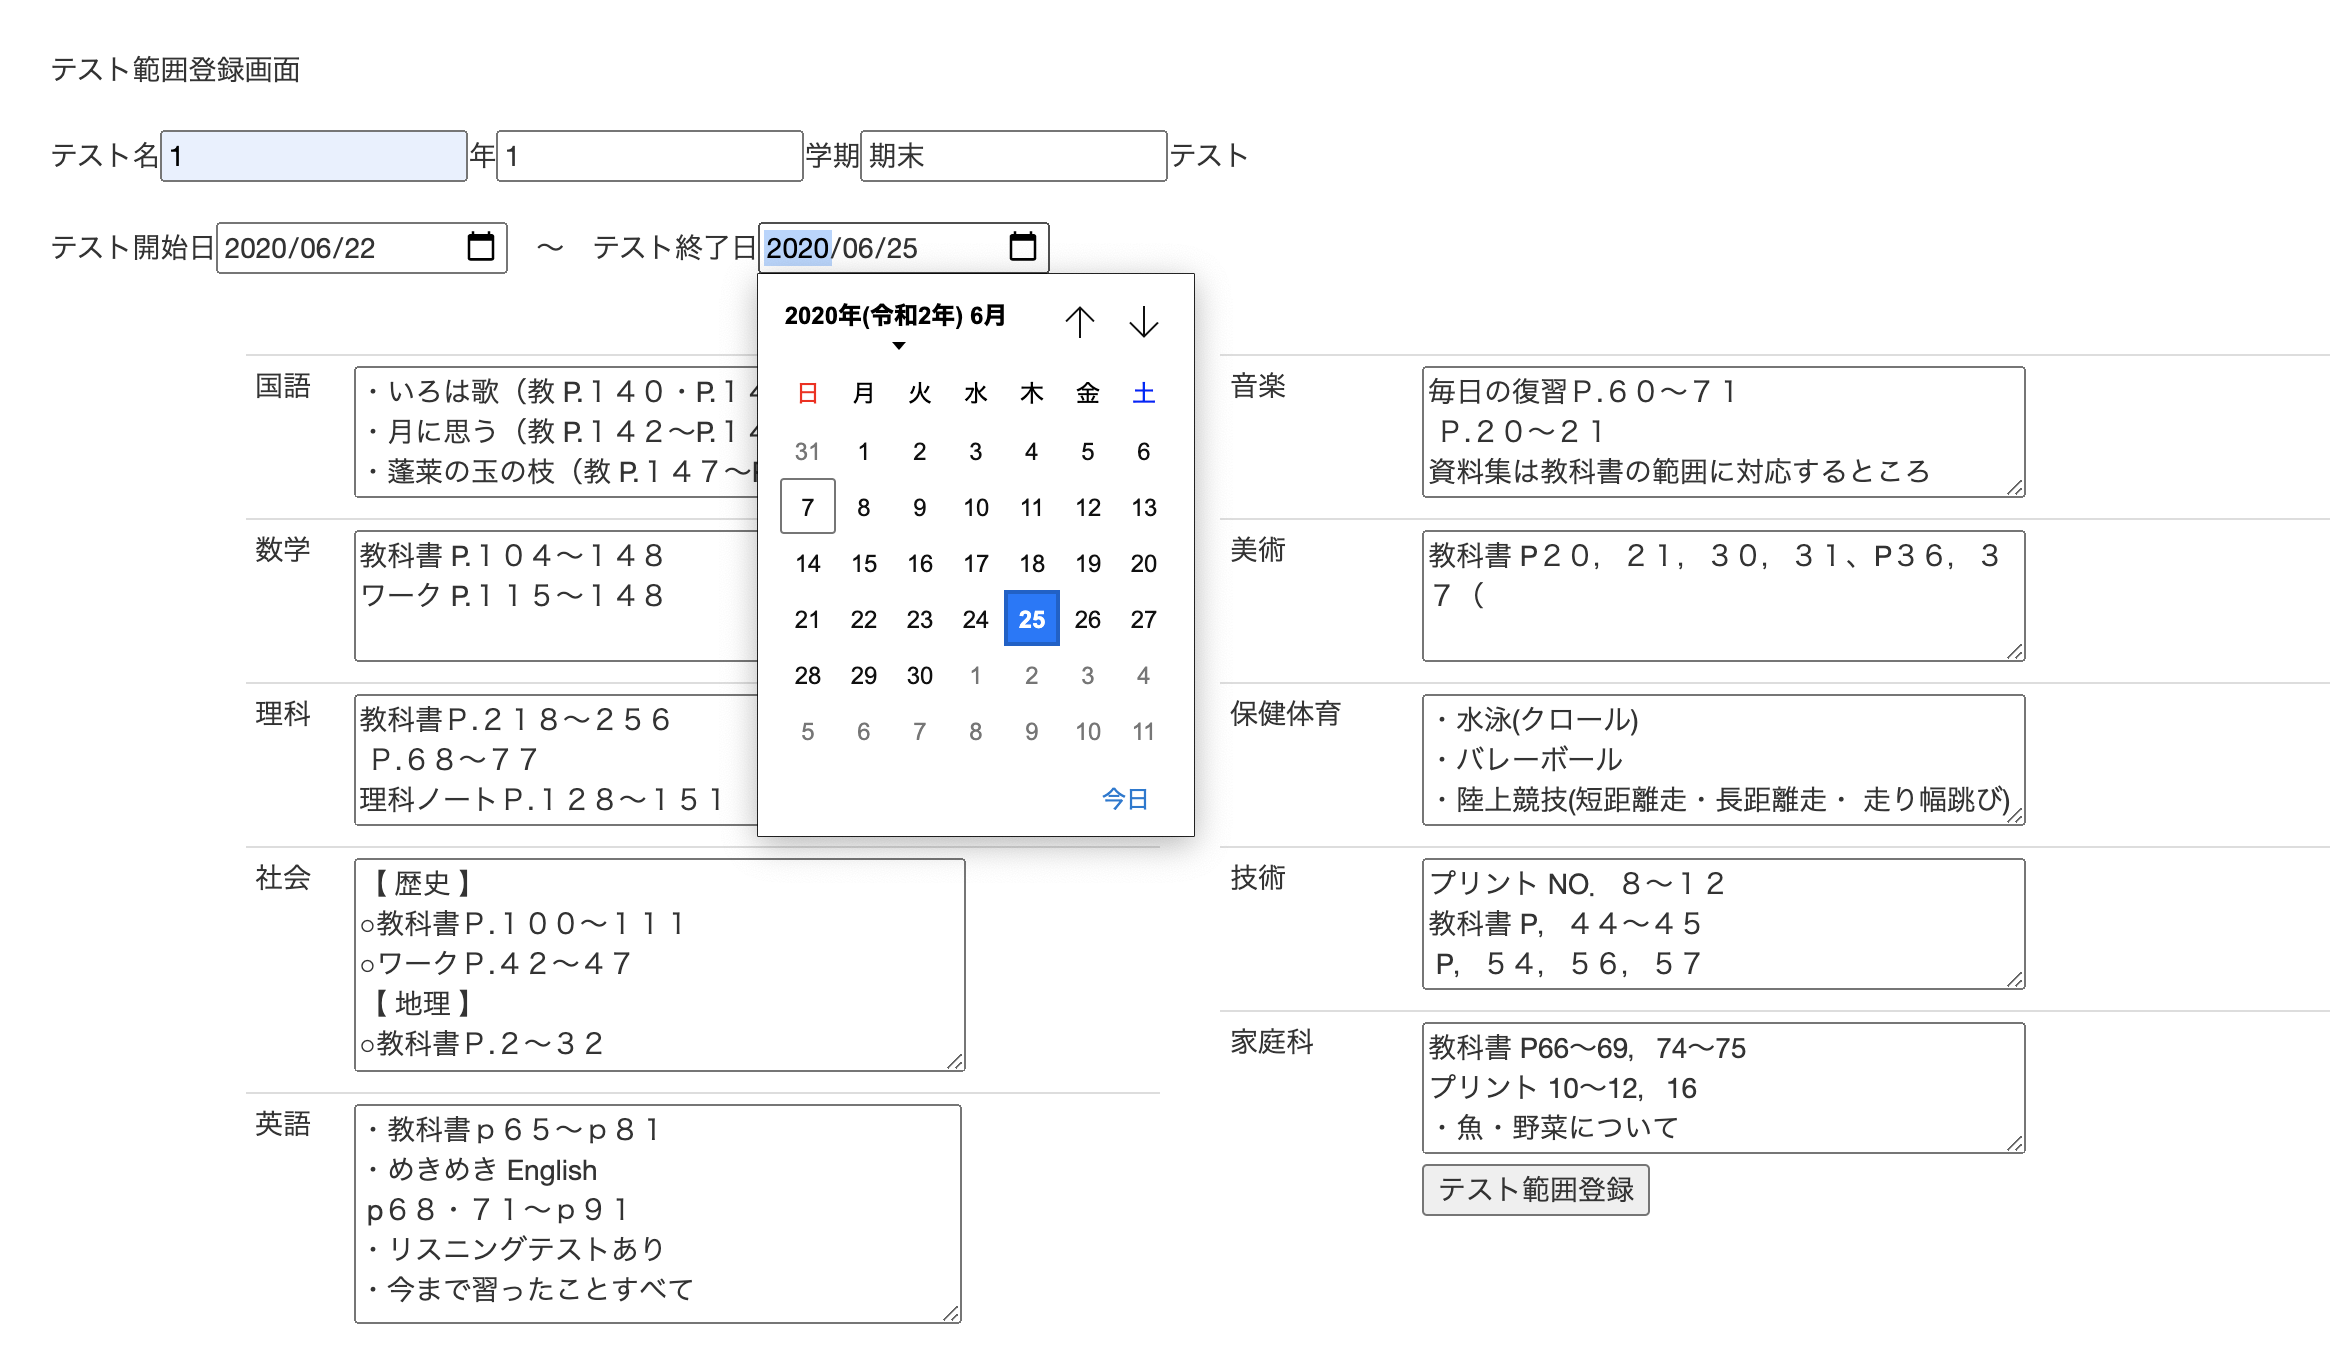 テスト範囲登録画面
テスト名 1 年 1 学期 期末 テスト
テスト開始日 2020/06/22 ～ テスト終了日 2020/06/25
2020年(令和2年) 6月
日 月 火 水 木 金 土
31 1 2 3 4 5 6
7 8 9 10 11 12 13
14 15 16 17 18 19 20
21 22 23 24 25 26 27
28 29 30 1 2 3 4
5 6 7 8 9 10 11
今日
国語
・いろは歌（教 P.１４０・P.１４
・月に思う（教 P.１４２～P.１４
・蓬莱の玉の枝（教 P.１４７～
数学
教科書 P.１０４～１４８
ワーク P.１１５～１４８
理科
教科書Ｐ.２１８～２５６
Ｐ.６８～７７
理科ノートＰ.１２８～１５１
社会
【 歴史 】
○教科書Ｐ.１００～１１１
○ワークＰ.４２～４７
【 地理 】
○教科書Ｐ.２～３２
英語
・教科書ｐ６５～ｐ８１
・めきめき English
p６８・７１～ｐ９１
・リスニングテストあり
・今まで習ったことすべて
音楽
毎日の復習Ｐ.６０～７１
Ｐ.２０～２１
資料集は教科書の範囲に対応するところ
美術
教科書 P２０，２１，３０，３１、P３６，３
７（
保健体育
・水泳(クロール)
・バレーボール
・陸上競技(短距離走・長距離走・ 走り幅跳び)
技術
プリント NO．８～１２
教科書 P，４４～４５
P，５４，５６，５７
家庭科
教科書 P66～69，74～75
プリント 10～12，16
・魚・野菜について
テスト範囲登録